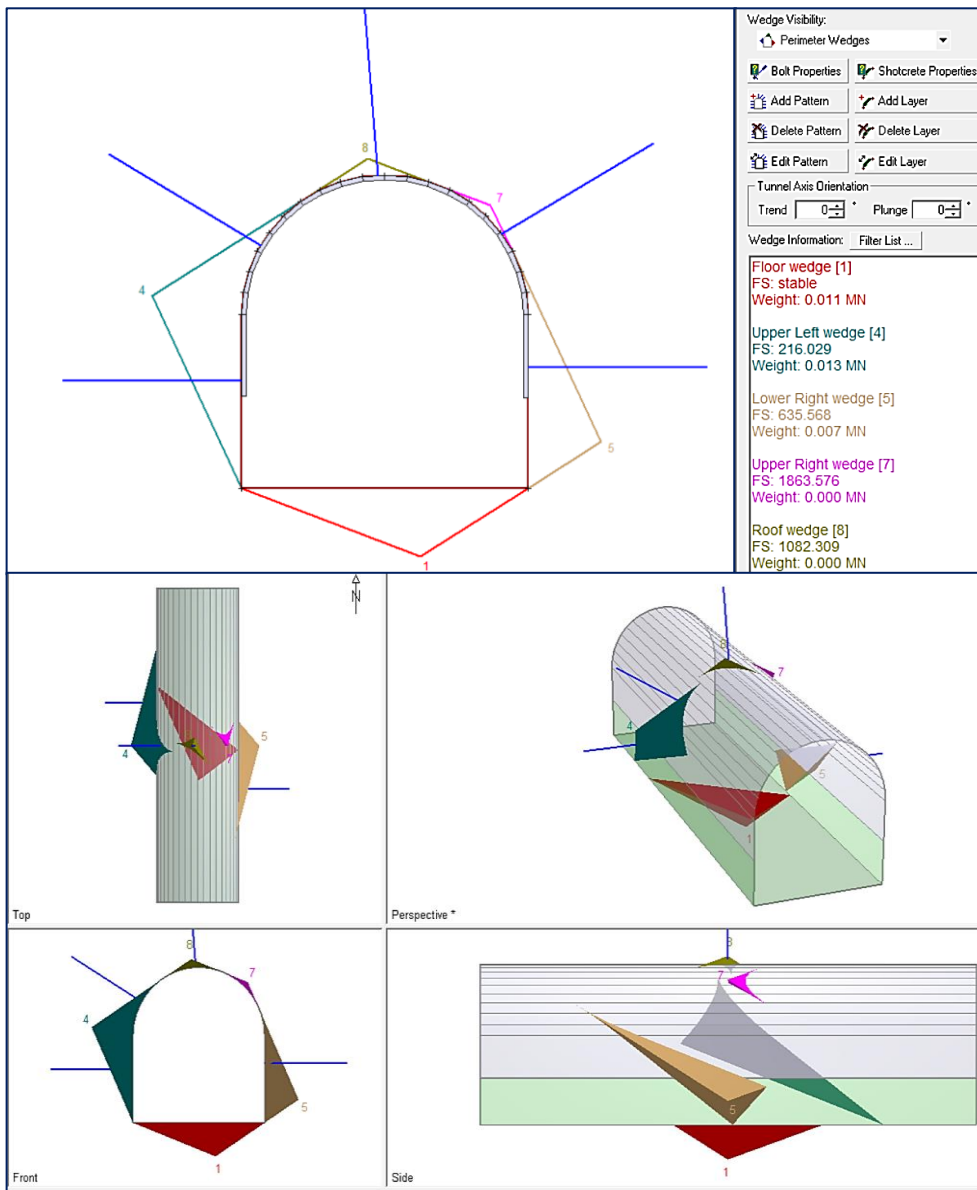 Wedge Visibility:
Perimeter Wedges
Bolt Properties
Shotcrete Properties
Add Pattern
Add Layer
Delete Pattern
Delete Layer
Edit Pattern
Edit Layer
Tunnel Axis Orientation
Trend 0 ° Plunge 0 °
Wedge Information: Filter List ...
Floor wedge [1]
FS: stable
Weight: 0.011 MN
Upper Left wedge [4]
FS: 216.029
Weight: 0.013 MN
Lower Right wedge [5]
FS: 635.568
Weight: 0.007 MN
Upper Right wedge [7]
FS: 1863.576
Weight: 0.000 MN
Roof wedge [8]
FS: 1082.309
Weight: 0.000 MN
8
7
4
5
1
N
4
5
7
Top
8
7
4
5
1
Perspective *
8
7
4
5
1
Front
8
7
5
1
Side